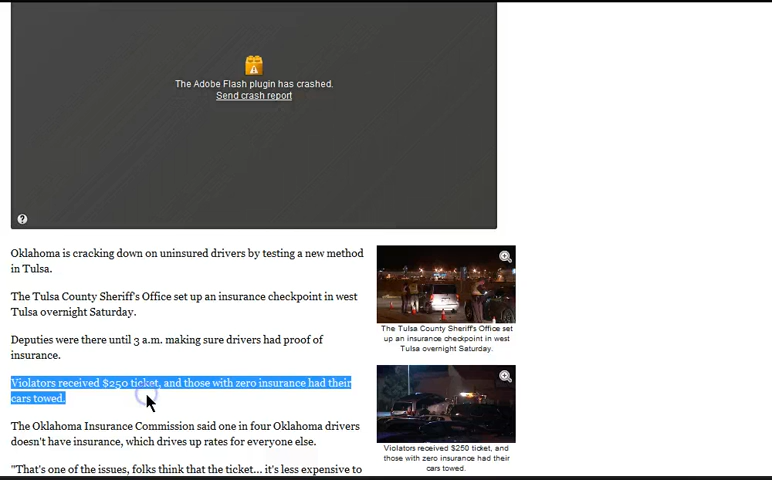 The Adobe Flash plugin has crashed.
Send crash report
?
Oklahoma is cracking down on uninsured drivers by testing a new method
in Tulsa.
The Tulsa County Sheriff's Office set up an insurance checkpoint in west
Tulsa overnight Saturday.
Deputies were there until 3 a.m. making sure drivers had proof of
insurance.
Violators received $250 ticket, and those with zero insurance had their
cars towed.
The Oklahoma Insurance Commission said one in four Oklahoma drivers
doesn't have insurance, which drives up rates for everyone else.
"That's one of the issues, folks think that the ticket... it's less expensive to
The Tulsa County Sheriff's Office set
up an insurance checkpoint in west
Tulsa overnight Saturday.
Violators received $250 ticket, and
those with zero insurance had their
cars towed.